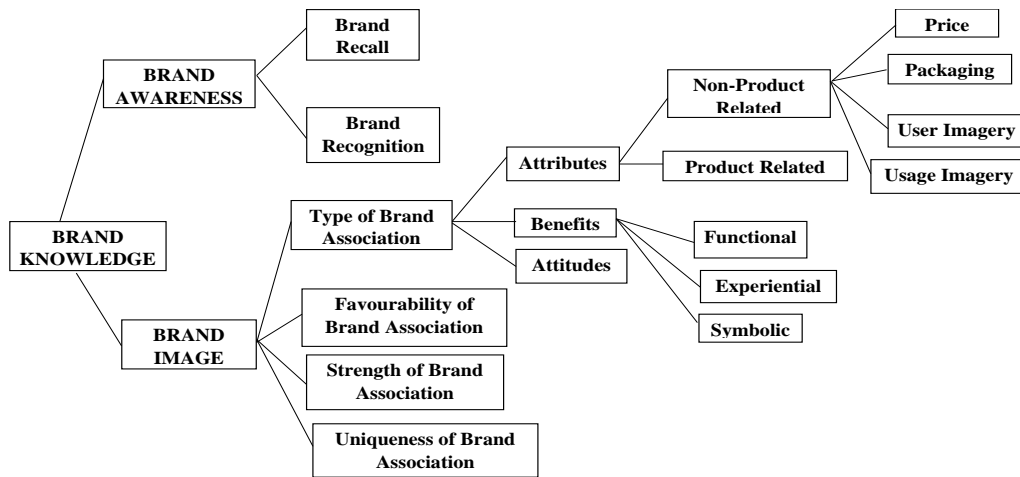 BRAND
KNOWLEDGE
BRAND
AWARENESS
Brand
Recall
Brand
Recognition
BRAND
IMAGE
Type of Brand
Association
Favourability of
Brand Association
Strength of Brand
Association
Uniqueness of Brand
Association
Attributes
Benefits
Attitudes
Non-Product
Related
Product Related
Price
Packaging
User Imagery
Usage Imagery
Functional
Experiential
Symbolic